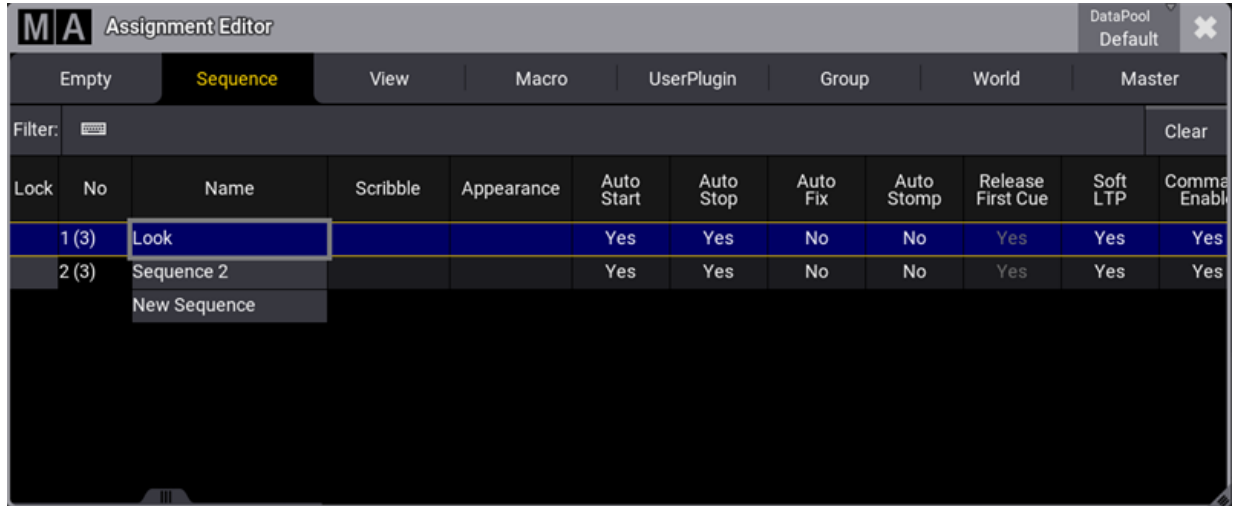 MA Assignment Editor DataPool
Default
Empty Sequence View Macro UserPlugin Group World Master
Filter: Clear
Lock No Name Scribble Appearance Auto Start Auto Stop Auto Fix Auto Stomp Release First Cue Soft LTP Comma Enabl
1 (3) Look Yes Yes No No Yes Yes Yes
2 (3) Sequence 2 Yes Yes No No Yes Yes Yes
New Sequence